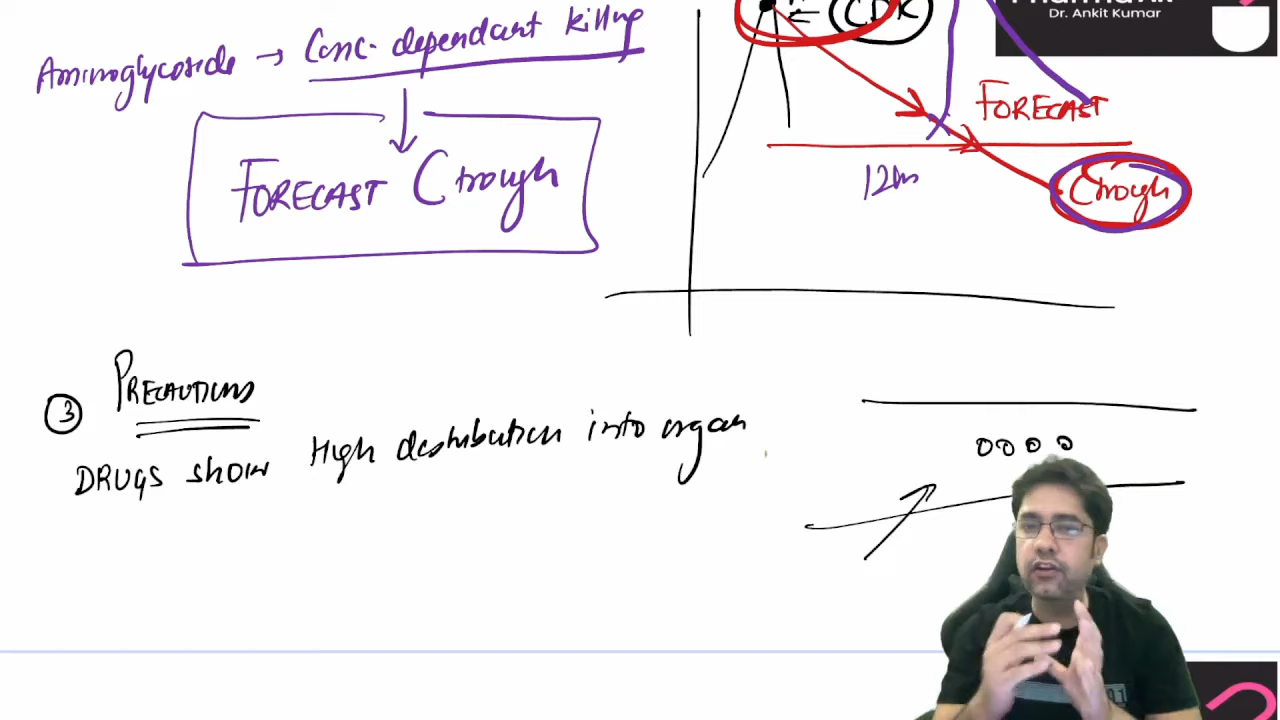 Dr. Ankit Kumar
Aminoglycoside → Conc- dependant killing
CDK
FORECAST Ctrough
FORECAST
12hr
Ctrough
3 PRECAUTIONS
DRUGS show High destribution into organ